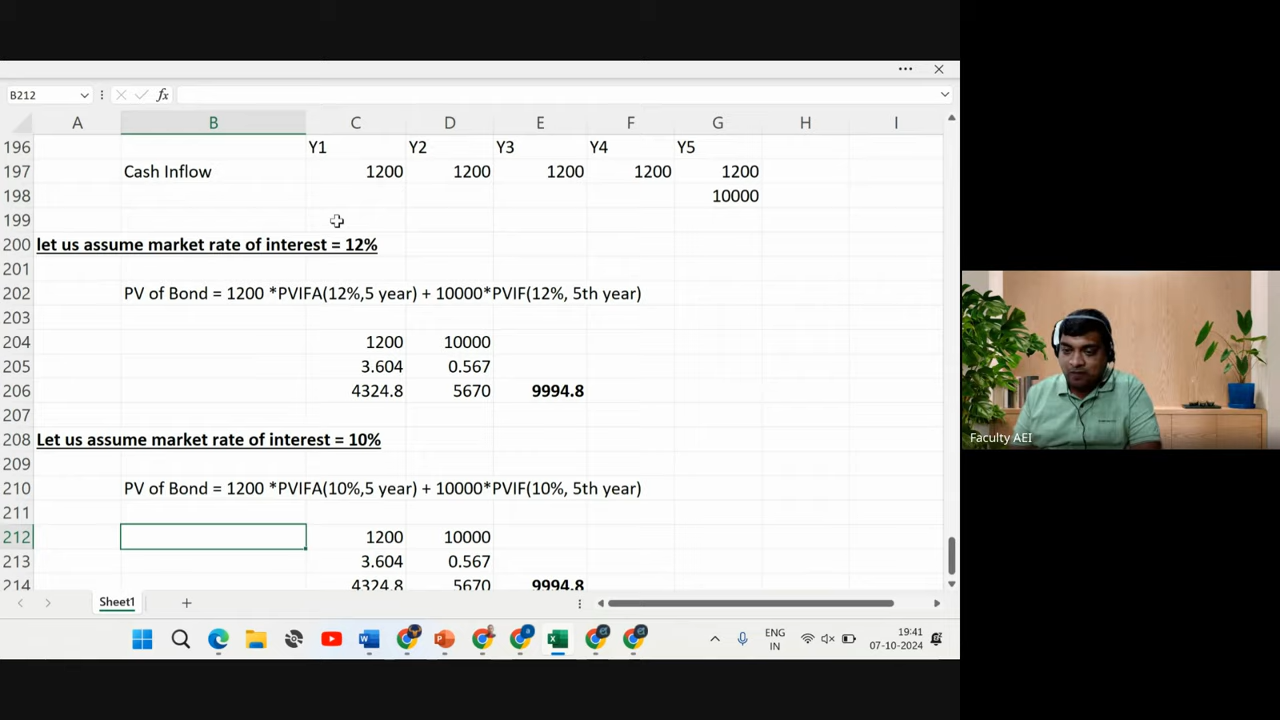 B212
fx
A B C D E F G H I
196 Y1 Y2 Y3 Y4 Y5
197 Cash Inflow 1200 1200 1200 1200 1200
198 10000
199
200 let us assume market rate of interest = 12%
201
202 PV of Bond = 1200 *PVIFA(12%,5 year) + 10000*PVIF(12%, 5th year)
203
204 1200 10000
205 3.604 0.567
206 4324.8 5670 9994.8
207
208 Let us assume market rate of interest = 10%
209
210 PV of Bond = 1200 *PVIFA(10%,5 year) + 10000*PVIF(10%, 5th year)
211
212 1200 10000
213 3.604 0.567
214 4324.8 5670 9994.8
Sheet1
ENG 19:41
IN 07-10-2024
Faculty AEI